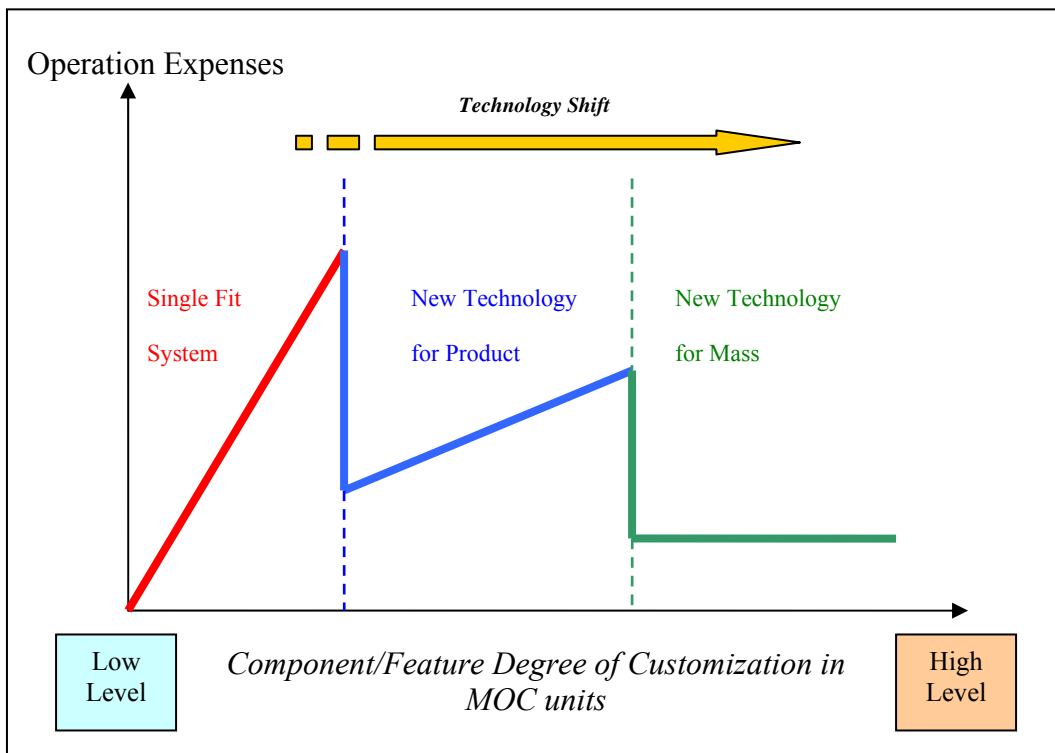 Operation Expenses
Technology Shift
Single Fit
System
New Technology
for Product
New Technology
for Mass
Low
Level
Component/Feature Degree of Customization in
MOC units
High
Level